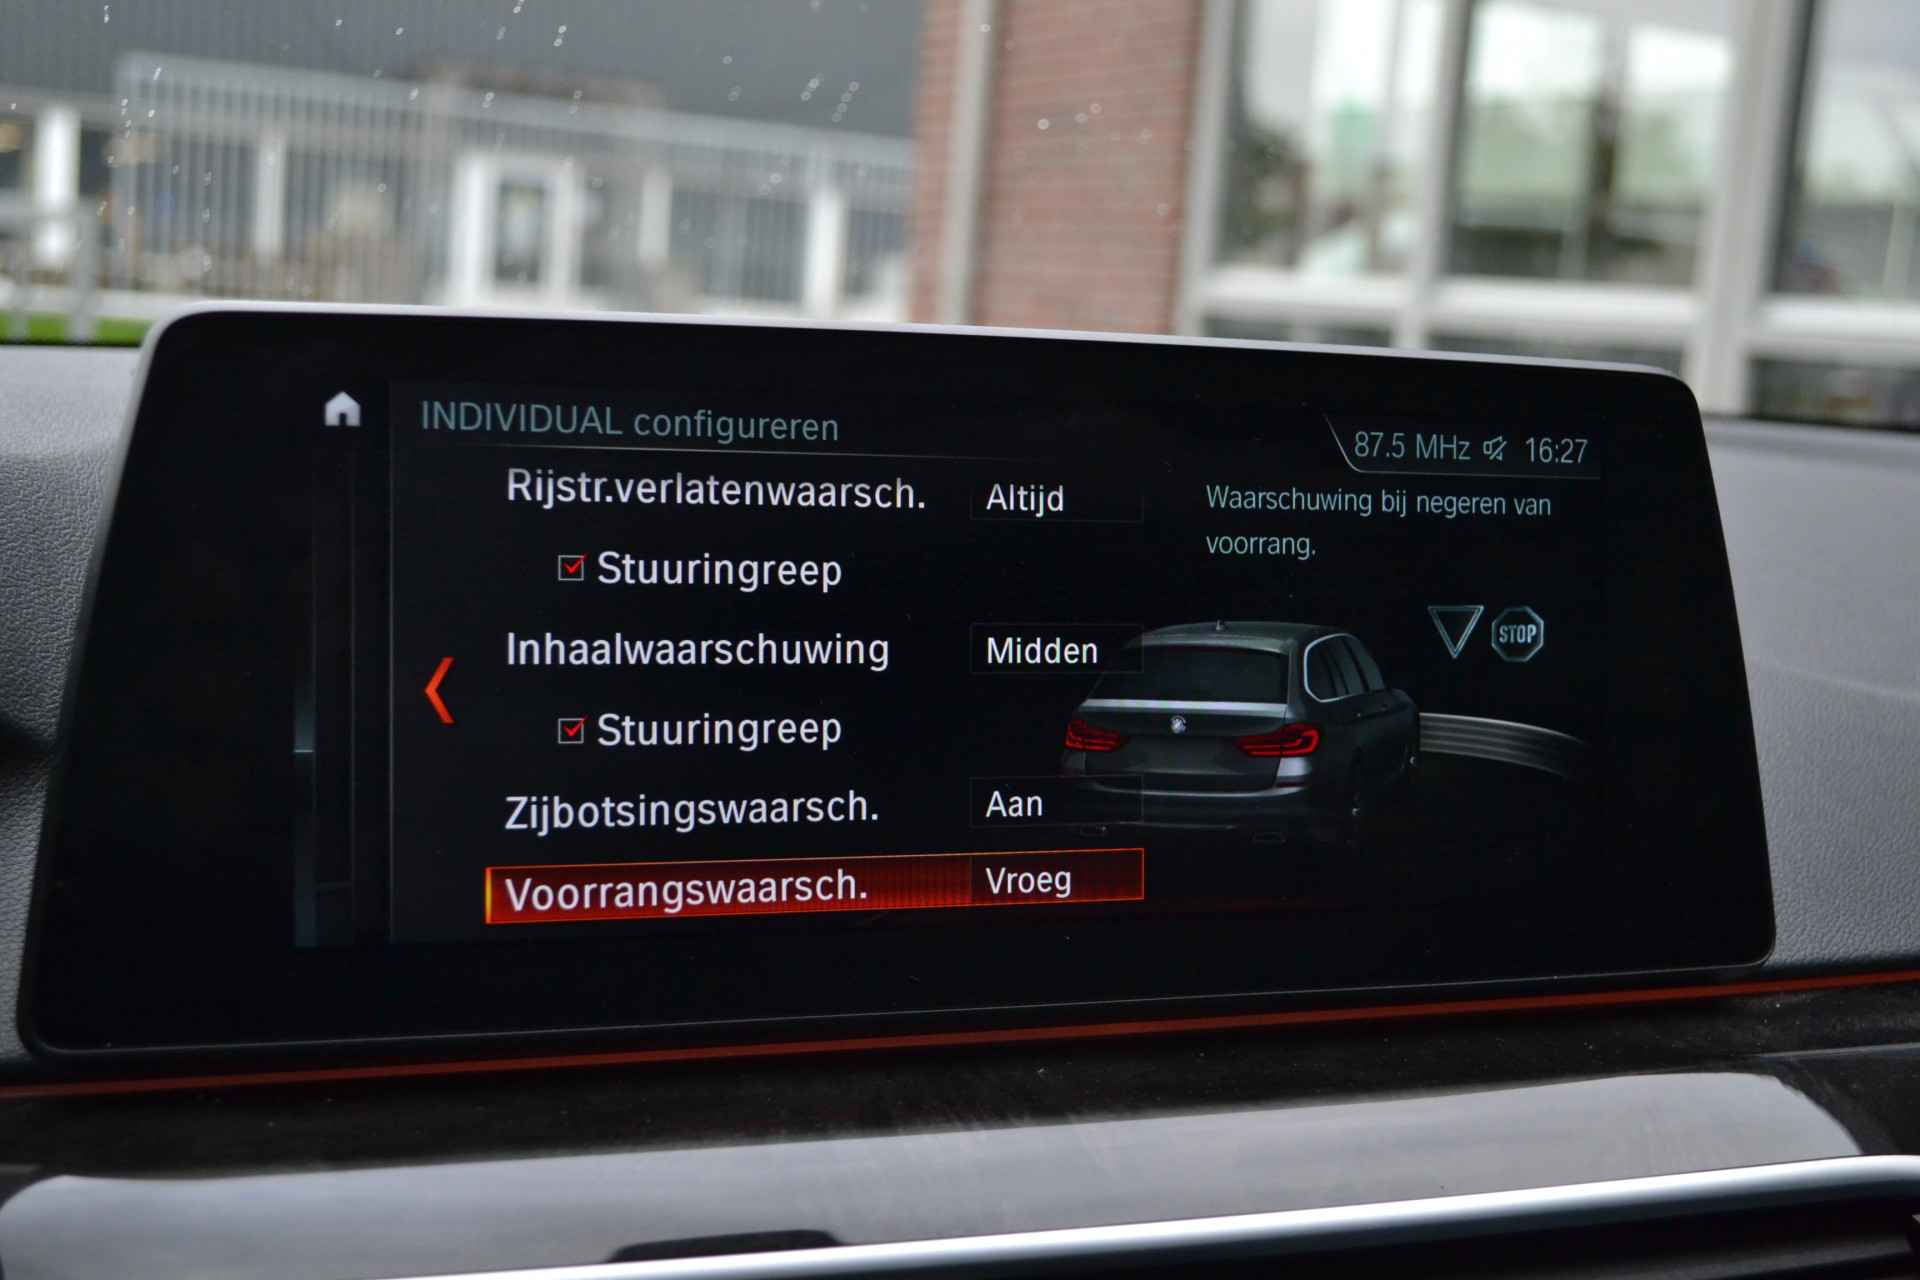 INDIVIDUAL configureren
87.5 MHz 16:27
Rijstr.verlatenwaarsch. Altijd
Stuuringreep
Inhaalwaarschuwing Midden
Stuuringreep
Zijbotsingswaarsch. Aan
Voorrangswaarsch. Vroeg
Waarschuwing bij negeren van
voorrang.
STOP